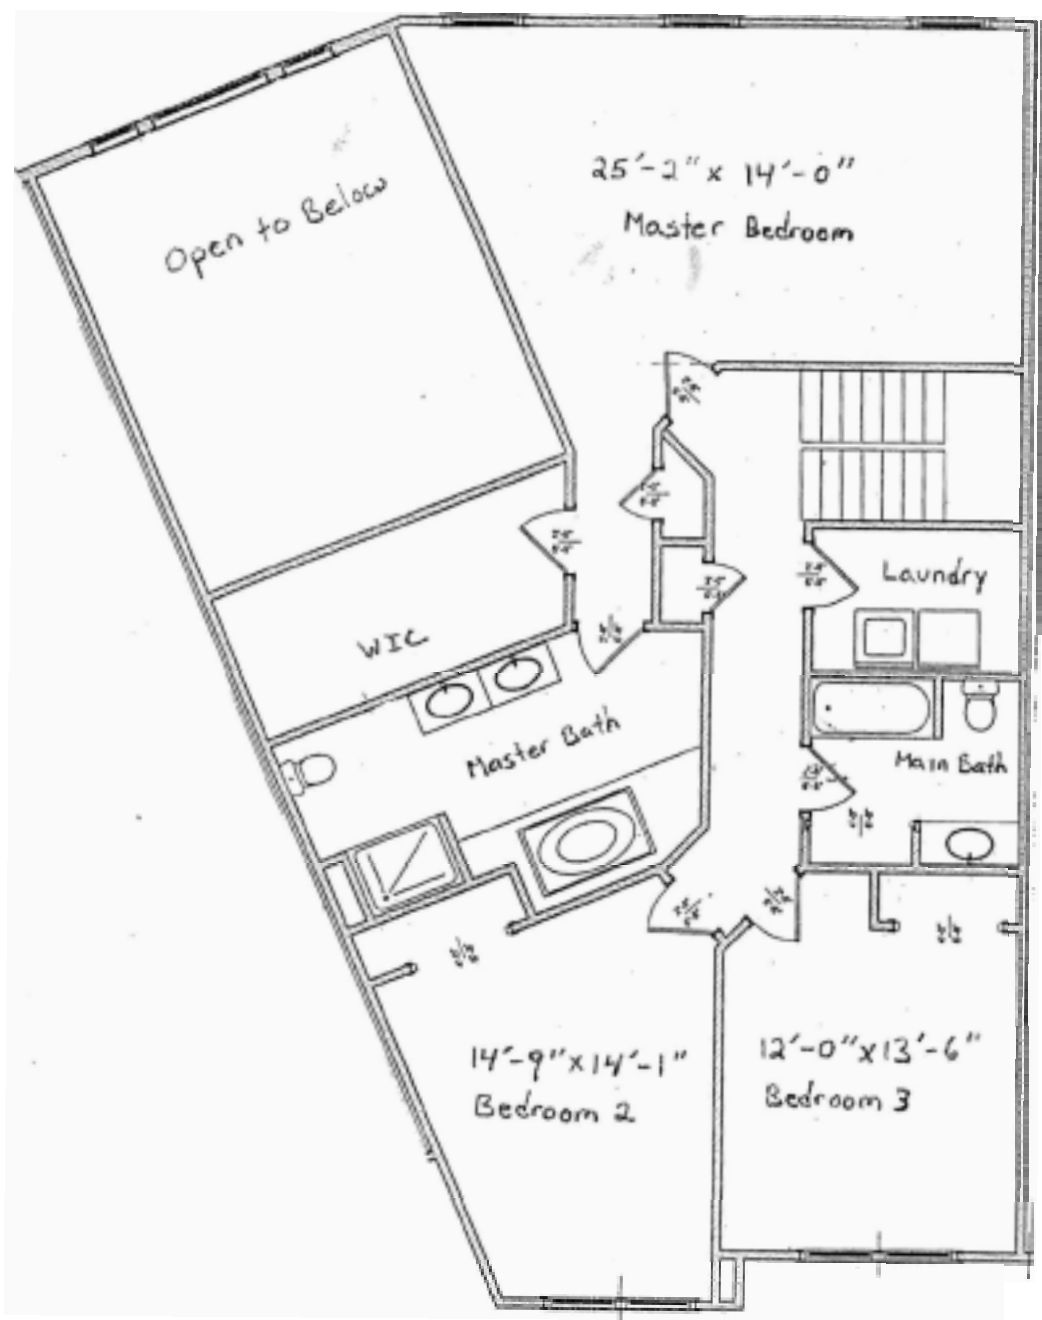 25'-2" x 14'-0"
Master Bedroom
Open to Below
Laundry
WIC
Master Bath
Main Bath
14'-9" x 14'-1"
Bedroom 2
12'-0" x 13'-6"
Bedroom 3